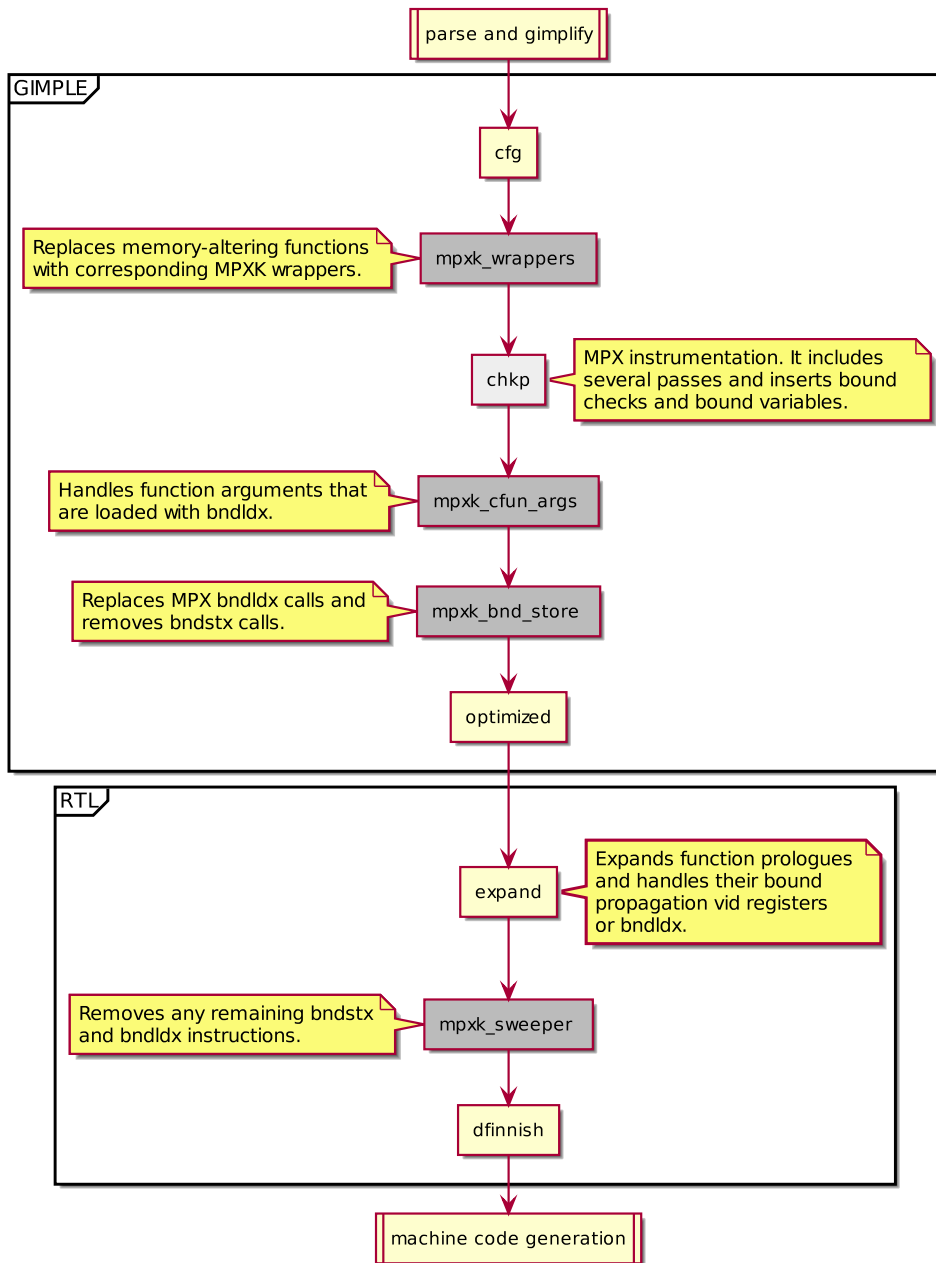 parse and gimplify
GIMPLE
cfg
Replaces memory-altering functions
with corresponding MPXK wrappers.
mpxk_wrappers
chkp
MPX instrumentation. It includes
several passes and inserts bound
checks and bound variables.
Handles function arguments that
are loaded with bndldx.
mpxk_cfun_args
Replaces MPX bndldx calls and
removes bndstx calls.
mpxk_bnd_store
optimized
RTL
expand
Expands function prologues
and handles their bound
propagation vid registers
or bndldx.
Removes any remaining bndstx
and bndldx instructions.
mpxk_sweeper
dfinnish
machine code generation